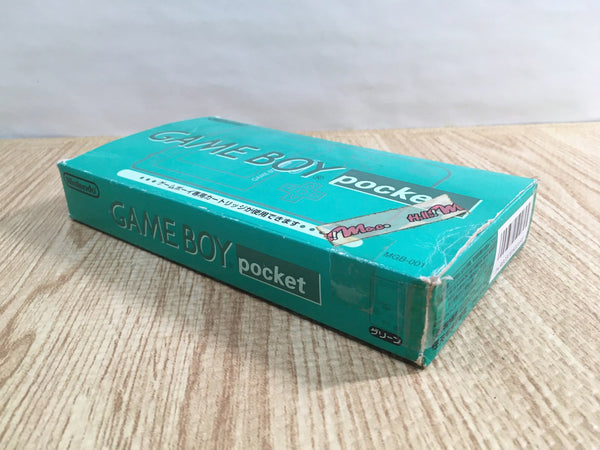 GAME BOY pocket
●●●ゲームボーイ専用カートリッジが使用できます●●●
MGB-001
Nintendo
GAME BOY pocket
グリーン